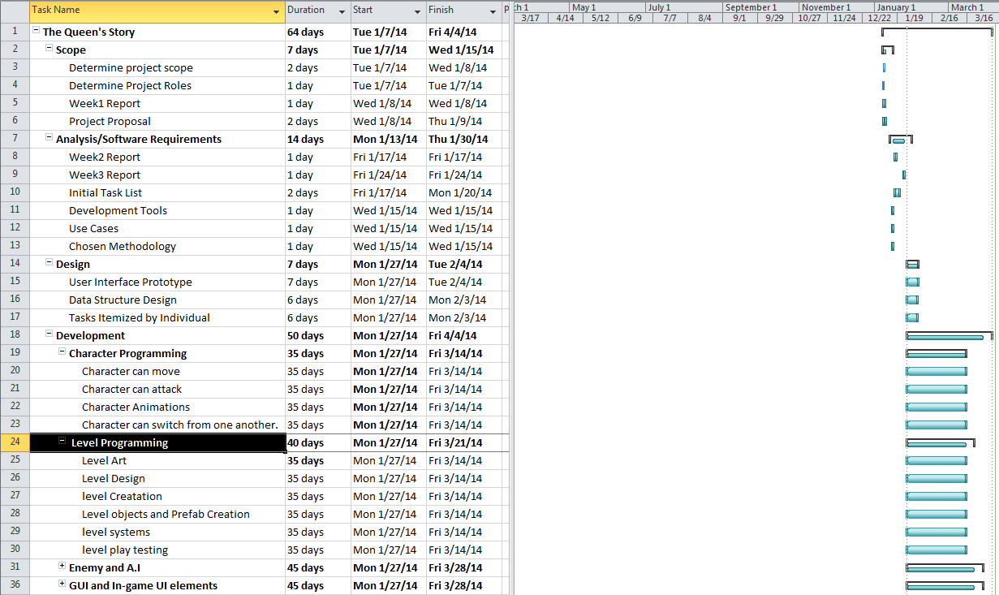 Task Name Duration Start Finish P ch 1 May 1 July 1 September 1 November 1 January 1 March 1
3/17 4/14 5/12 6/9 7/7 8/4 9/1 9/29 10/27 11/24 12/22 1/19 2/16 3/16
1 The Queen's Story 64 days Tue 1/7/14 Fri 4/4/14
2 Scope 7 days Tue 1/7/14 Wed 1/15/14
3 Determine project scope 2 days Tue 1/7/14 Wed 1/8/14
4 Determine Project Roles 1 day Tue 1/7/14 Tue 1/7/14
5 Week1 Report 1 day Wed 1/8/14 Wed 1/8/14
6 Project Proposal 2 days Wed 1/8/14 Thu 1/9/14
7 Analysis/Software Requirements 14 days Mon 1/13/14 Thu 1/30/14
8 Week2 Report 1 day Fri 1/17/14 Fri 1/17/14
9 Week3 Report 1 day Fri 1/24/14 Fri 1/24/14
10 Initial Task List 2 days Fri 1/17/14 Mon 1/20/14
11 Development Tools 1 day Wed 1/15/14 Wed 1/15/14
12 Use Cases 1 day Wed 1/15/14 Wed 1/15/14
13 Chosen Methodology 1 day Wed 1/15/14 Wed 1/15/14
14 Design 7 days Mon 1/27/14 Tue 2/4/14
15 User Interface Prototype 7 days Mon 1/27/14 Tue 2/4/14
16 Data Structure Design 6 days Mon 1/27/14 Mon 2/3/14
17 Tasks Itemized by Individual 6 days Mon 1/27/14 Mon 2/3/14
18 Development 50 days Mon 1/27/14 Fri 4/4/14
19 Character Programming 35 days Mon 1/27/14 Fri 3/14/14
20 Character can move 35 days Mon 1/27/14 Fri 3/14/14
21 Character can attack 35 days Mon 1/27/14 Fri 3/14/14
22 Character Animations 35 days Mon 1/27/14 Fri 3/14/14
23 Character can switch from one another. 35 days Mon 1/27/14 Fri 3/14/14
24 Level Programming 40 days Mon 1/27/14 Fri 3/21/14
25 Level Art 35 days Mon 1/27/14 Fri 3/14/14
26 Level Design 35 days Mon 1/27/14 Fri 3/14/14
27 level Creatation 35 days Mon 1/27/14 Fri 3/14/14
28 Level objects and Prefab Creation 35 days Mon 1/27/14 Fri 3/14/14
29 level systems 35 days Mon 1/27/14 Fri 3/14/14
30 level play testing 35 days Mon 1/27/14 Fri 3/14/14
31 Enemy and A.I 45 days Mon 1/27/14 Fri 3/28/14
36 GUI and In-game UI elements 45 days Mon 1/27/14 Fri 3/28/14